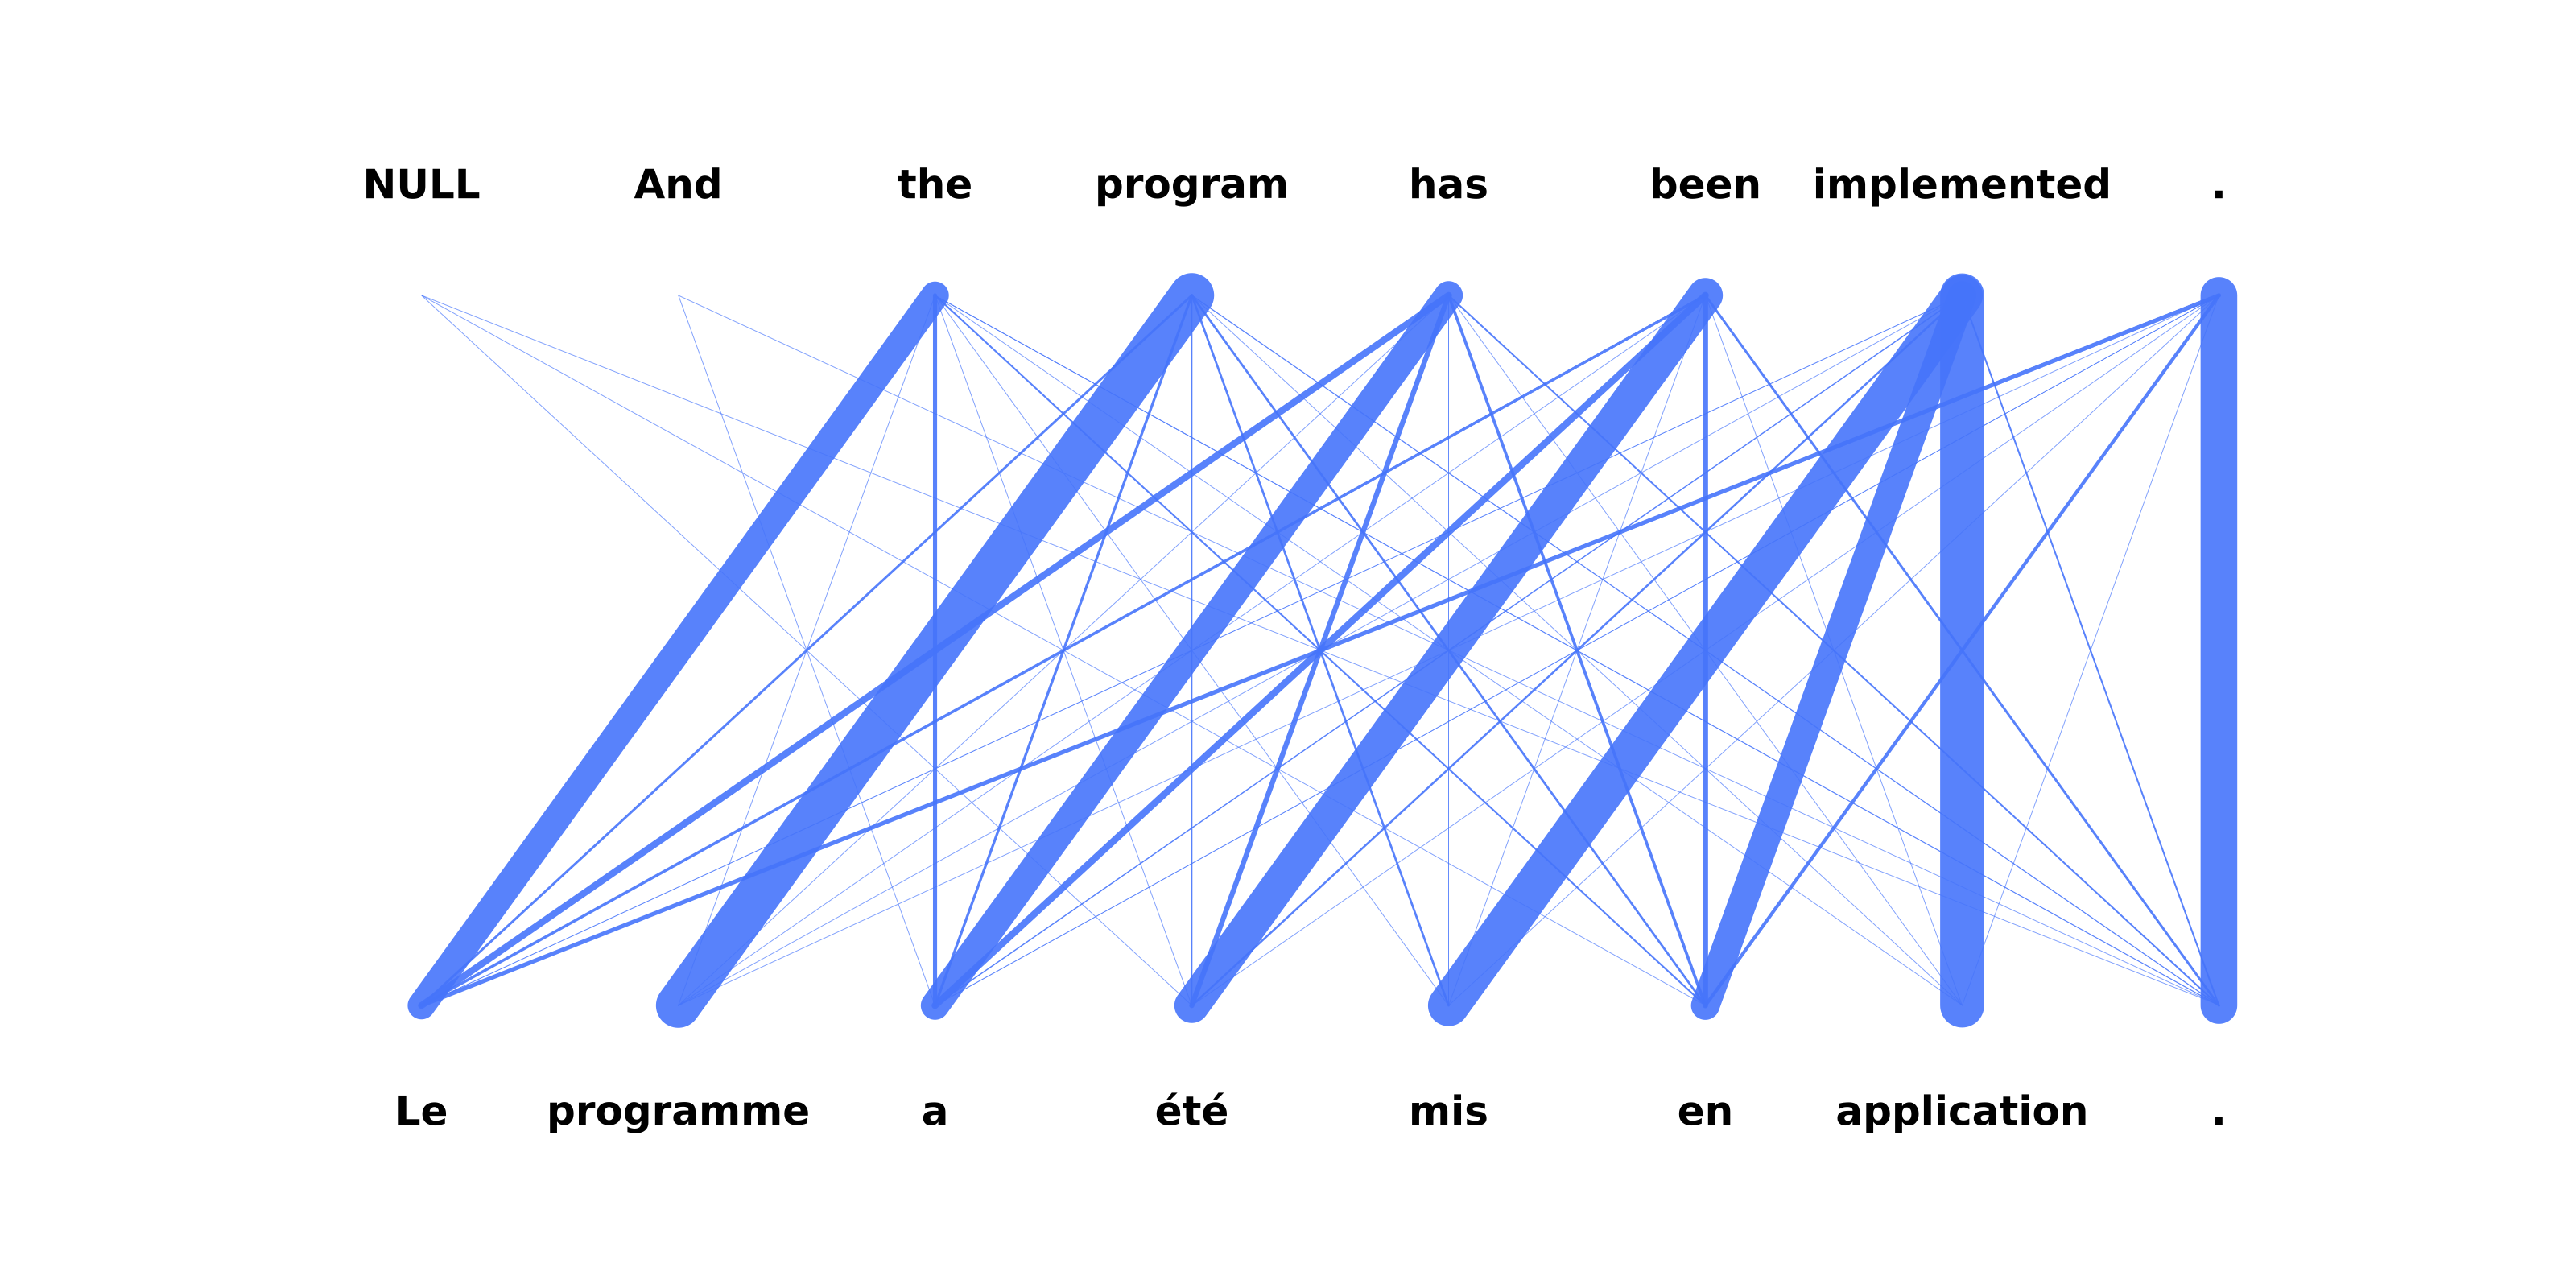 NULL And the program has been implemented .
Le programme a été mis en application .